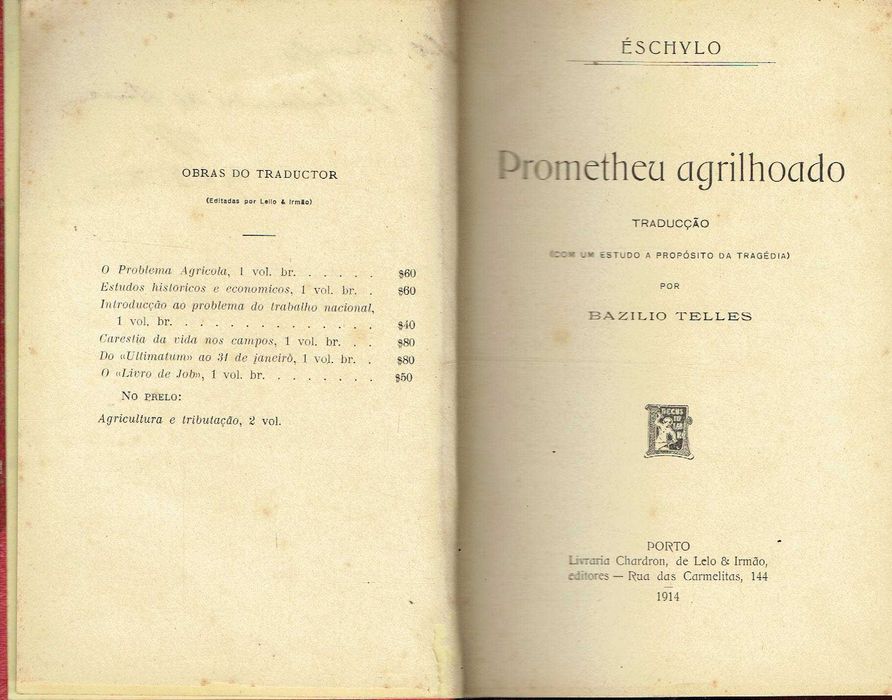 OBRAS DO TRADUCTOR
(Editadas por Lello & Irmão)
O Problema Agricola, 1 vol. br. . . . . . . $60
Estudos historicos e economicos, 1 vol. br. . $60
Introducção ao problema do trabalho nacional,
1 vol. br. . . . . . . . . . . . . . . $40
Carestia da vida nos campos, 1 vol. br. . . $80
Do «Ultimatum» ao 31 de janeirô, 1 vol. br. . $80
O «Livro de Job», 1 vol. br. . . . . . . . $50
NO PRELO:
Agricultura e tributação, 2 vol.
ÉSCHYLO
Prometheu agrilhoado
TRADUCÇÃO
(COM UM ESTUDO A PROPÓSITO DA TRAGÉDIA)
POR
BAZILIO TELLES
DECUS
PORTO
Livraria Chardron, de Lelo & Irmão,
editores — Rua das Carmelitas, 144
1914